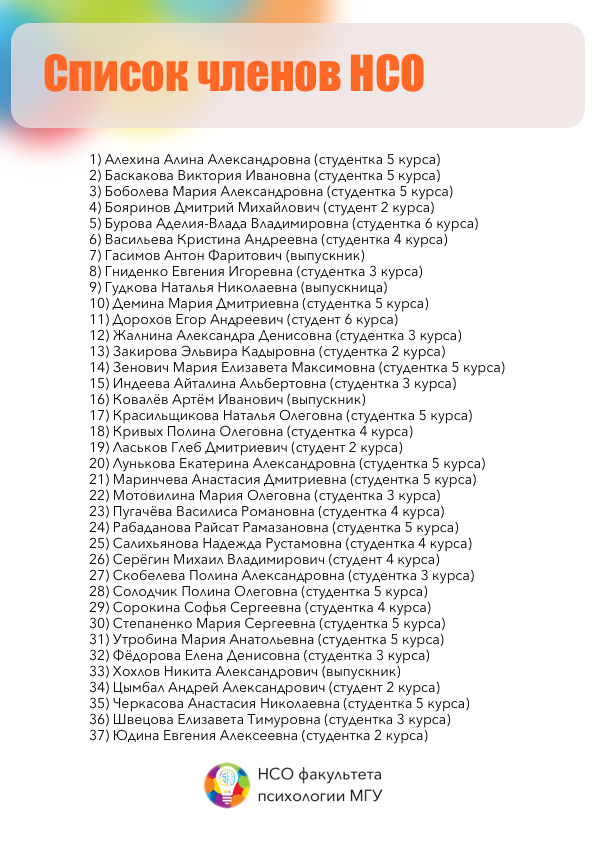 Список членов НСО
1) Алехина Алина Александровна (студентка 5 курса)
2) Баскакова Виктория Ивановна (студентка 5 курса)
3) Боболева Мария Александровна (студентка 5 курса)
4) Бояринов Дмитрий Михайлович (студент 2 курса)
5) Бурова Аделия-Влада Владимировна (студентка 6 курса)
6) Васильева Кристина Андреевна (студентка 4 курса)
7) Гасимов Антон Фаритович (выпускник)
8) Гниденко Евгения Игоревна (студентка 3 курса)
9) Гудкова Наталья Николаевна (выпускница)
10) Демина Мария Дмитриевна (студентка 5 курса)
11) Дорохов Егор Андреевич (студент 6 курса)
12) Жалнина Александра Денисовна (студентка 3 курса)
13) Закирова Эльвира Кадыровна (студентка 2 курса)
14) Зенович Мария Елизавета Максимовна (студентка 5 курса)
15) Индеева Айталина Альбертовна (студентка 3 курса)
16) Ковалёв Артём Иванович (выпускник)
17) Красильщикова Наталья Олеговна (студентка 5 курса)
18) Кривых Полина Олеговна (студентка 4 курса)
19) Ласьков Глеб Дмитриевич (студент 2 курса)
20) Лунькова Екатерина Александровна (студентка 5 курса)
21) Маринчева Анастасия Дмитриевна (студентка 5 курса)
22) Мотовилина Мария Олеговна (студентка 3 курса)
23) Пугачёва Василиса Романовна (студентка 4 курса)
24) Рабаданова Райсат Рамазановна (студентка 5 курса)
25) Салихьянова Надежда Рустамовна (студентка 4 курса)
26) Серёгин Михаил Владимирович (студент 4 курса)
27) Скобелева Полина Александровна (студентка 3 курса)
28) Солодчик Полина Олеговна (студентка 5 курса)
29) Сорокина Софья Сергеевна (студентка 4 курса)
30) Степаненко Мария Сергеевна (студентка 5 курса)
31) Утробина Мария Анатольевна (студентка 5 курса)
32) Фёдорова Елена Денисовна (студентка 3 курса)
33) Хохлов Никита Александрович (выпускник)
34) Цымбал Андрей Александрович (студент 2 курса)
35) Черкасова Анастасия Николаевна (студентка 5 курса)
36) Швецова Елизавета Тимуровна (студентка 3 курса)
37) Юдина Евгения Алексеевна (студентка 2 курса)
НСО факультета
психологии МГУ